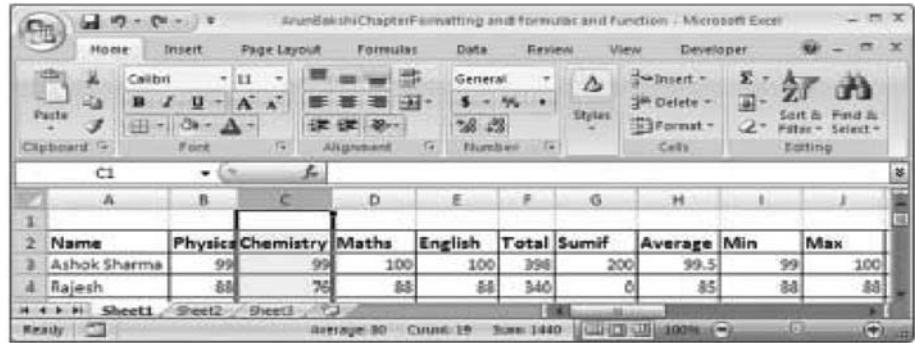 ArunBakshiChapterFormatting and formulas and Function - Microsoft Excel
Home Insert Page Layout Formulas Data Review View Developer
Calibri 11 General Insert
B I U A A $ % Delete
Paste Styles Format Sort & Filter Find & Select
Clipboard Font Alignment Number Cells Editing
C1 fx
A B C D E F G H I J
1
2 Name Physics Chemistry Maths English Total Sumif Average Min Max
3 Ashok Sharma 99 99 100 100 398 200 99.5 99 100
4 Rajesh 88 76 88 88 340 0 85 88 88
Sheet1 Sheet2 Sheet3
Ready Average: 80 Count: 19 Sum: 1440 100%